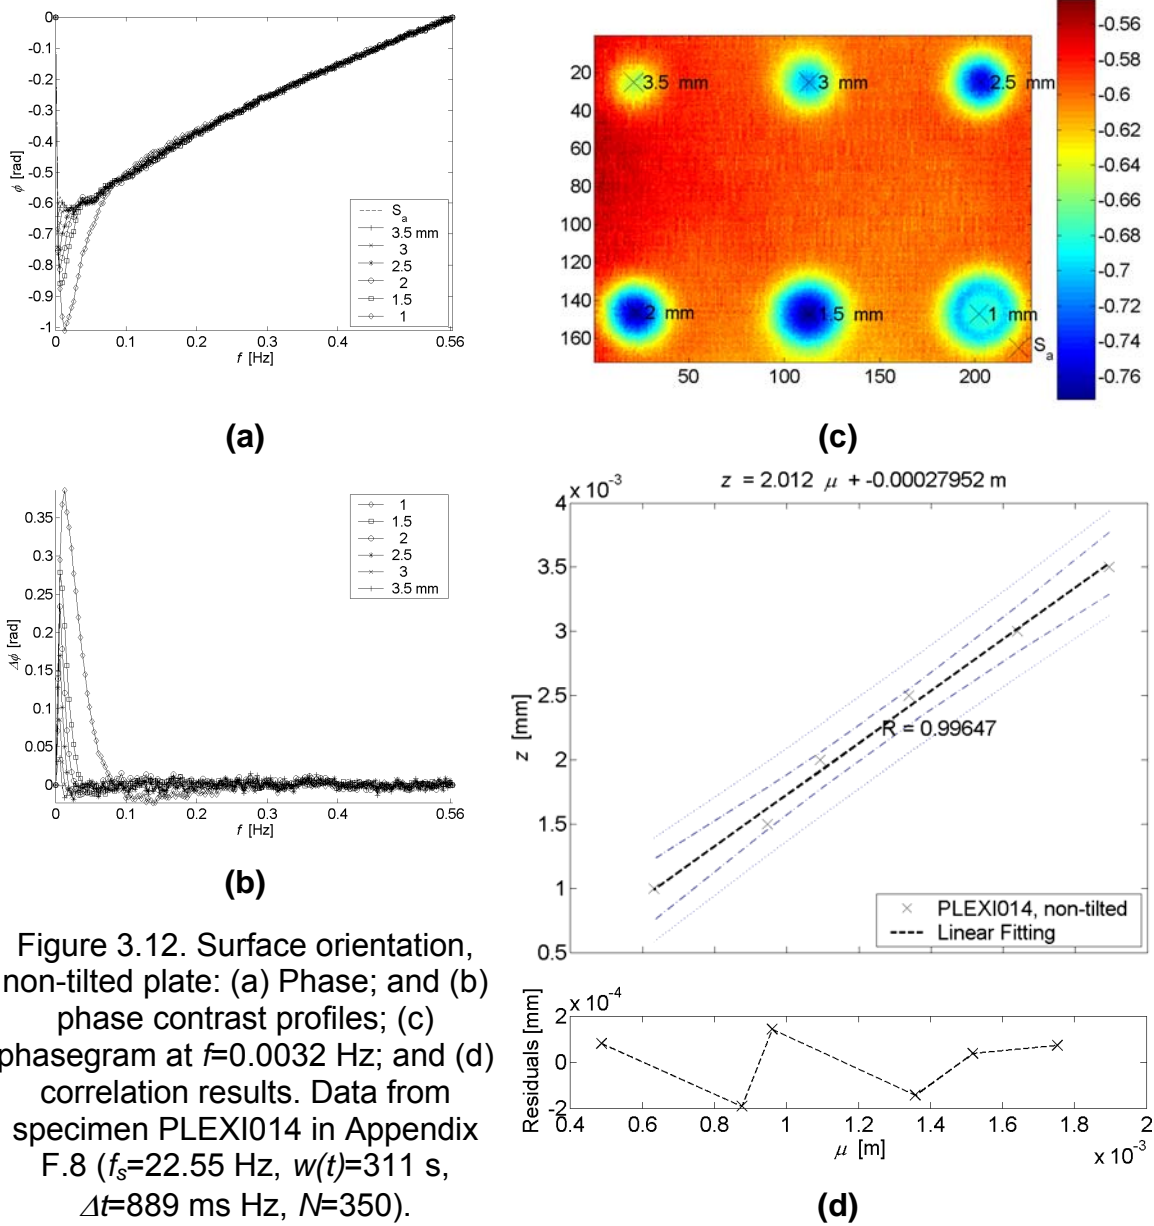 0
-0.1
-0.2
-0.3
-0.4
-0.5
-0.6
-0.7
-0.8
-0.9
-1
ϕ [rad]
0 0.1 0.2 0.3 0.4 0.56
f [Hz]
S_a
3.5 mm
3
2.5
2
1.5
1
(a)
20
40
60
80
100
120
140
160
50 100 150 200
3.5 mm 3 mm 2.5 mm
2 mm 1.5 mm 1 mm
S_a
-0.56
-0.58
-0.6
-0.62
-0.64
-0.66
-0.68
-0.7
-0.72
-0.74
-0.76
(c)
0.35
0.3
0.25
0.2
0.15
0.1
0.05
0
Δϕ [rad]
0 0.1 0.2 0.3 0.4 0.56
f [Hz]
1
1.5
2
2.5
3
3.5 mm
(b)
z = 2.012 μ + -0.00027952 m
x 10^-3
4
3.5
3
2.5
2
1.5
1
0.5
z [mm]
R = 0.99647
PLEXI014, non-tilted
Linear Fitting
x 10^-4
2
0
-2
Residuals [mm]
0.4 0.6 0.8 1 1.2 1.4 1.6 1.8 2
μ [m]
x 10^-3
(d)
Figure 3.12. Surface orientation,
non-tilted plate: (a) Phase; and (b)
phase contrast profiles; (c)
phasegram at f=0.0032 Hz; and (d)
correlation results. Data from
specimen PLEXI014 in Appendix
F.8 (f_s=22.55 Hz, w(t)=311 s,
Δt=889 ms Hz, N=350).